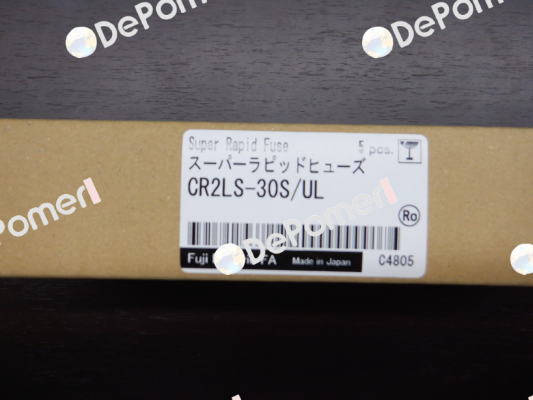 DePomer
DePomer
Super Rapid Fuse 5 pcs.
スーパーラピッドヒューズ
CR2LS-30S/UL
Ro
DePomer
Fuji FA Made in Japan C4805